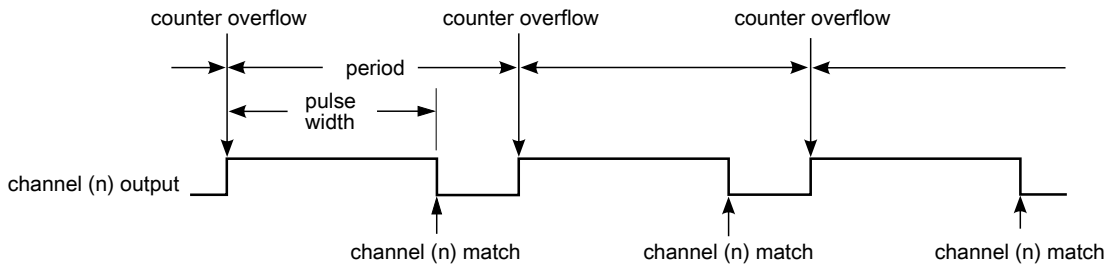 counter overflow
counter overflow
counter overflow
period
pulse
width
channel (n) output
channel (n) match
channel (n) match
channel (n) match